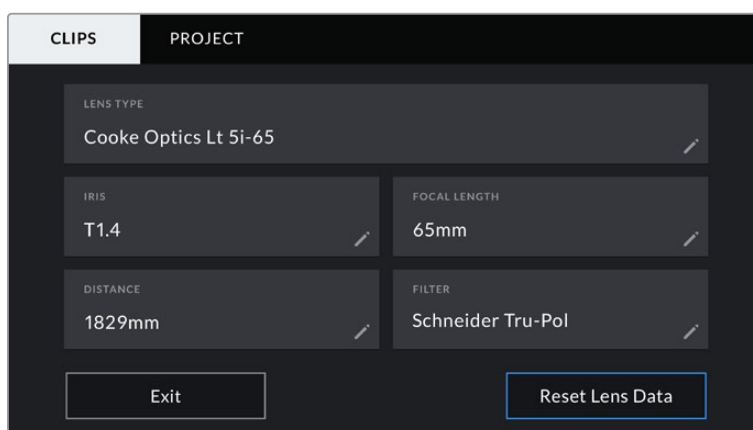 CLIPS PROJECT
LENS TYPE
Cooke Optics Lt 5i-65
IRIS FOCAL LENGTH
T1.4 65mm
DISTANCE FILTER
1829mm Schneider Tru-Pol
Exit Reset Lens Data